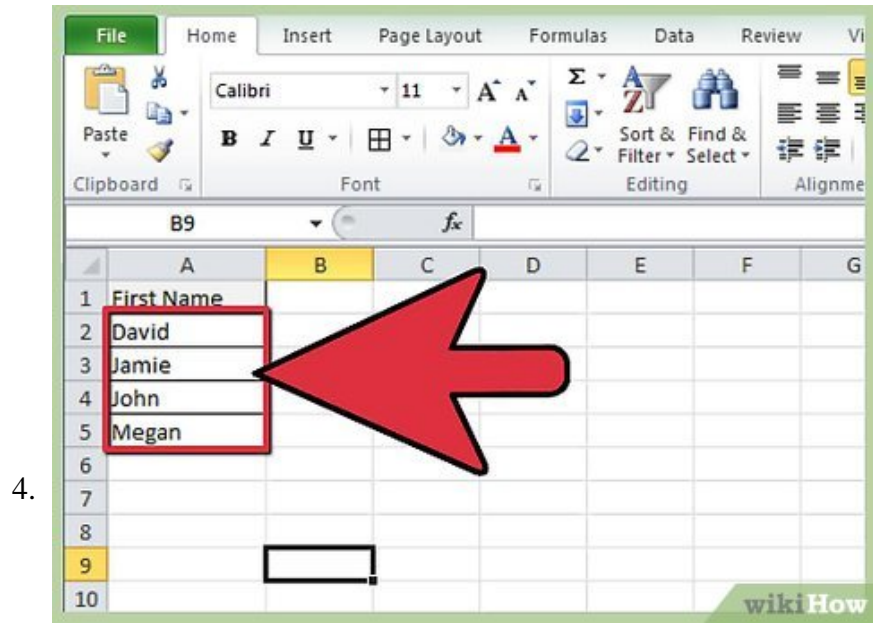 File Home Insert Page Layout Formulas Data Review Vi
Calibri 11 A A Σ A Z
Paste B I U A Sort & Filter Find & Select
Clipboard Font Editing Alignme
B9 fx
A B C D E F G
1 First Name
2 David
3 Jamie
4 John
5 Megan
6
4.
7
8
9
10
wikiHow